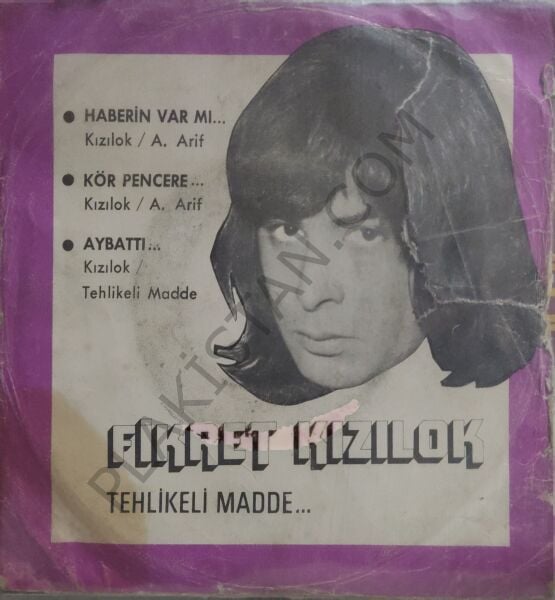 ● HABERİN VAR MI...
Kızılok / A. Arif
● KÖR PENCERE...
Kızılok / A. Arif
● AYBATTI...
Kızılok /
Tehlikeli Madde
FİKRET KIZILOK
TEHLİKELİ MADDE...
PLAKİSTAN.COM